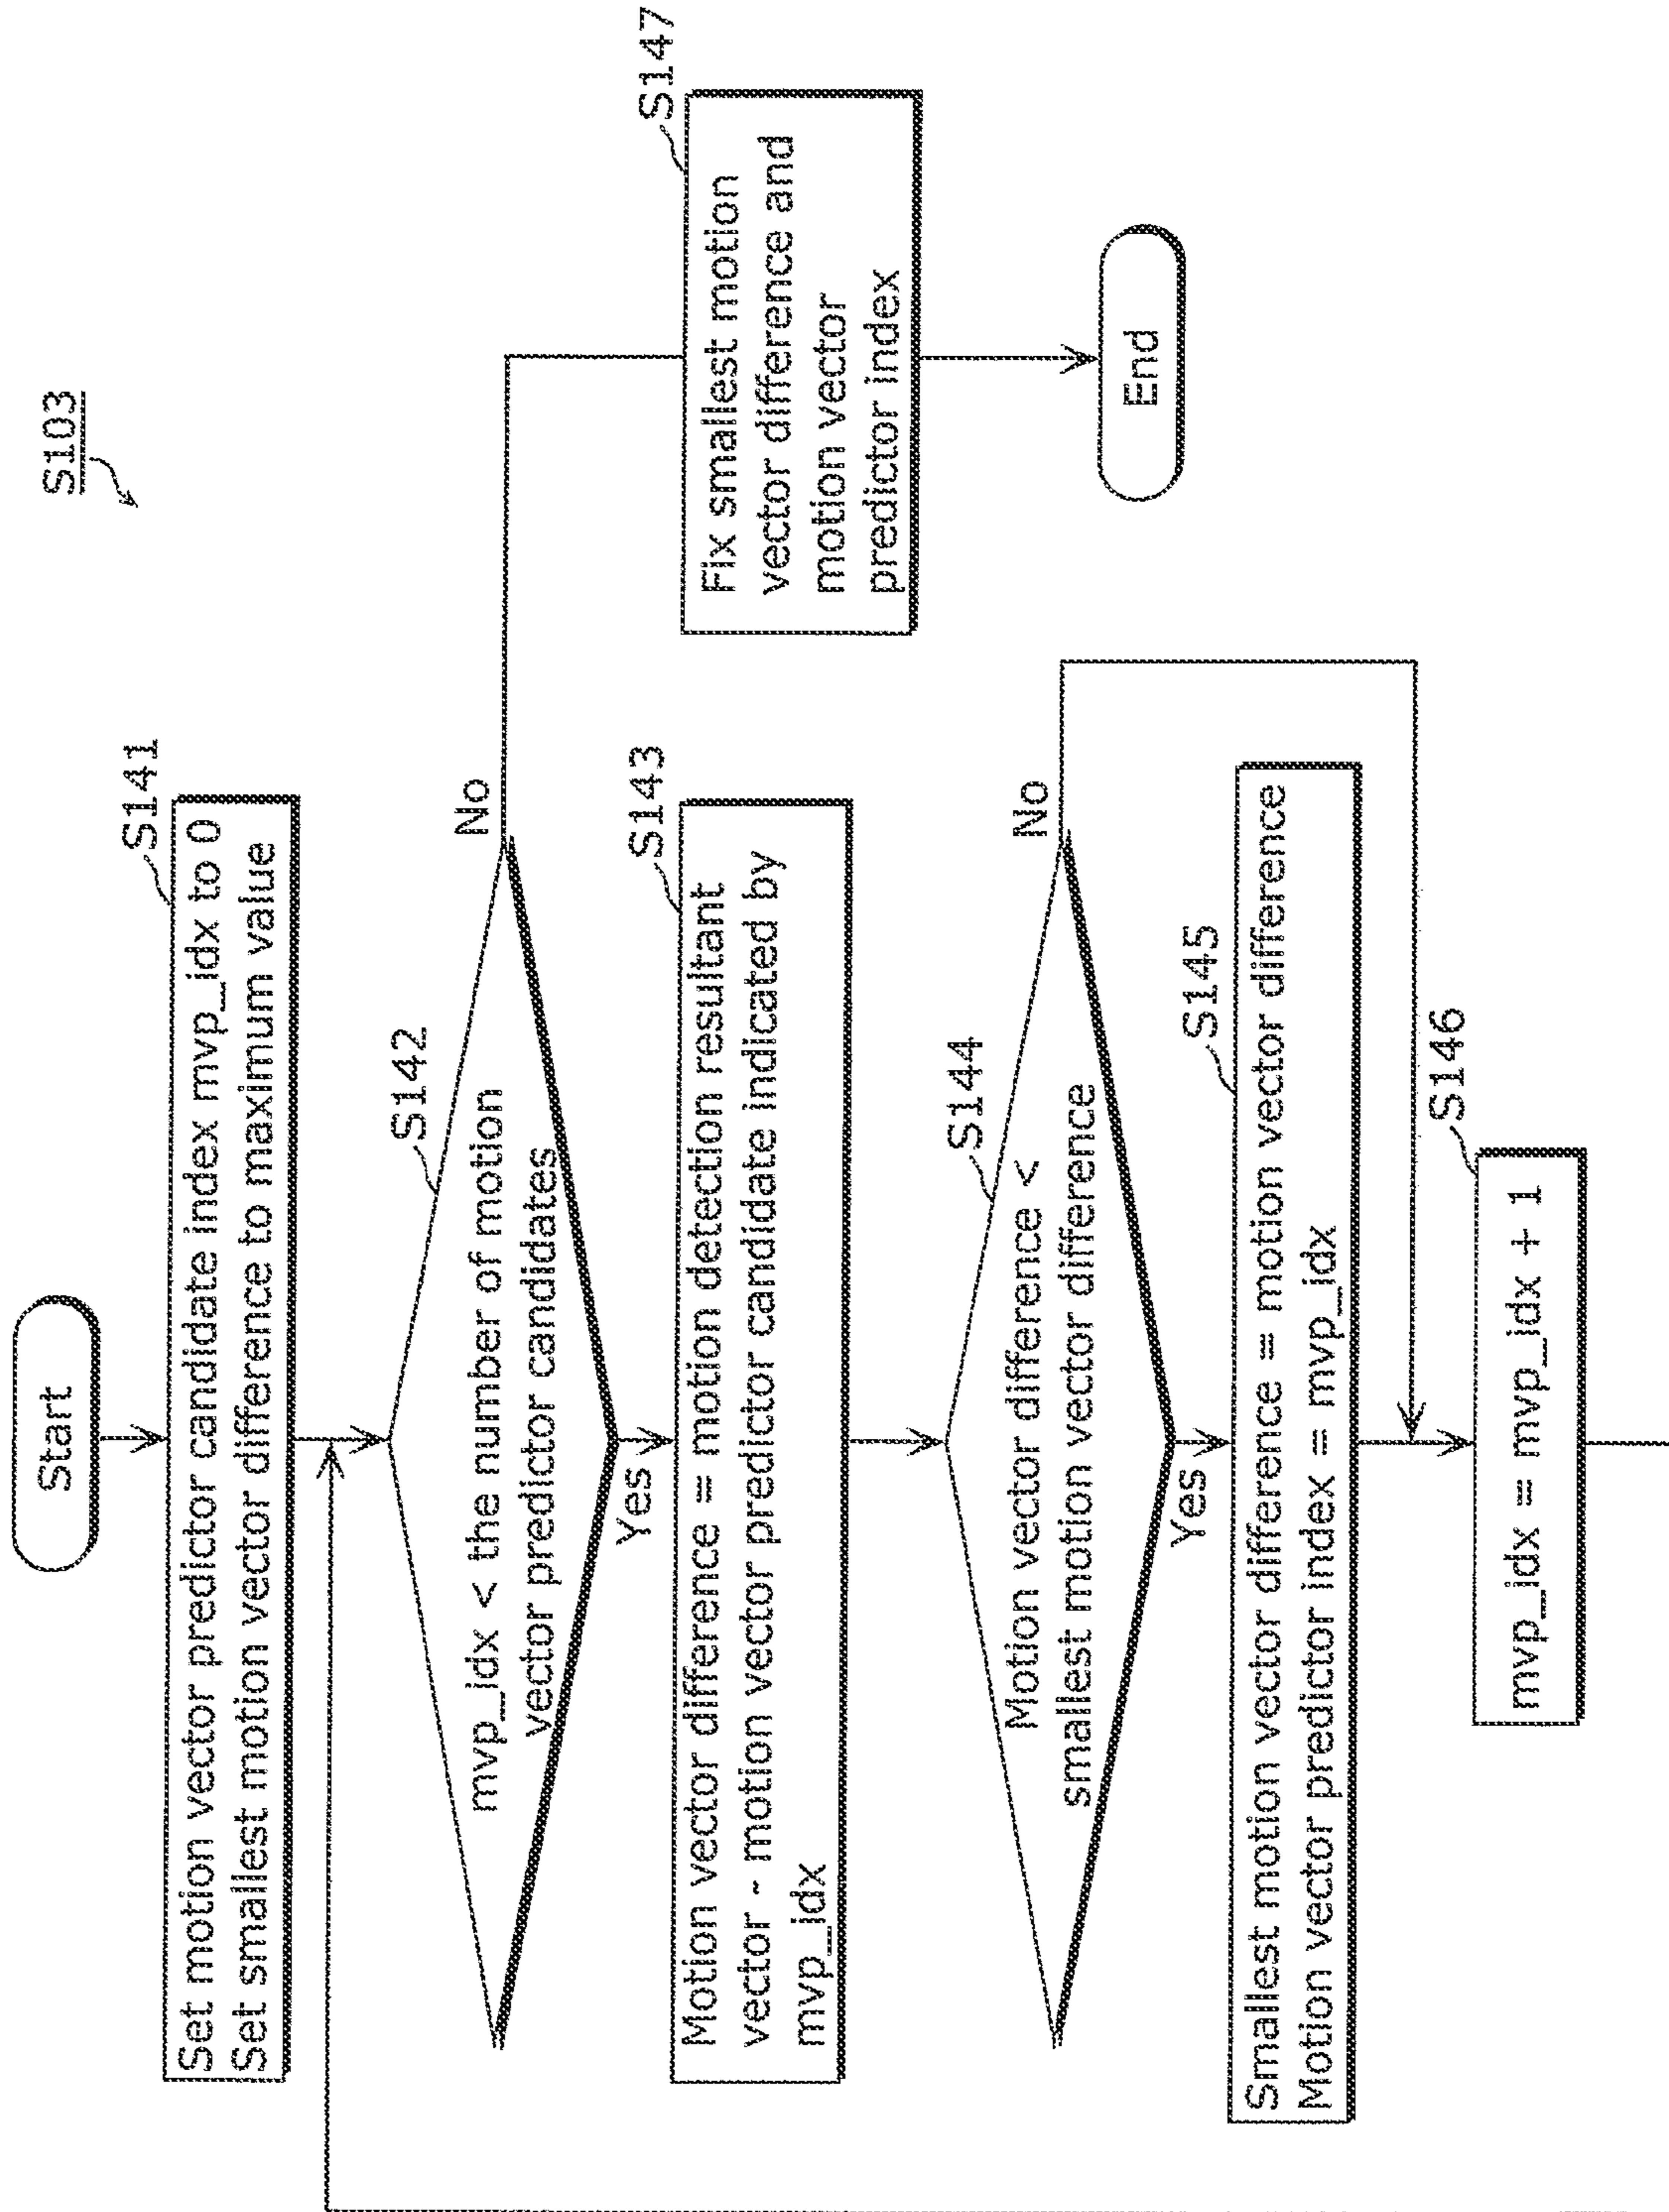 S103
Start
S141
Set motion vector predictor candidate index mvp_idx to 0
Set smallest motion vector difference to maximum value
S142
mvp_idx < the number of motion
vector predictor candidates
No
Yes
S143
Motion vector difference = motion detection resultant
vector - motion vector predictor candidate indicated by
mvp_idx
S144
Motion vector difference <
smallest motion vector difference
No
Yes
S145
Smallest motion vector difference = motion vector difference
Motion vector predictor index = mvp_idx
S146
mvp_idx = mvp_idx + 1
S147
Fix smallest motion
vector difference and
motion vector
predictor index
End